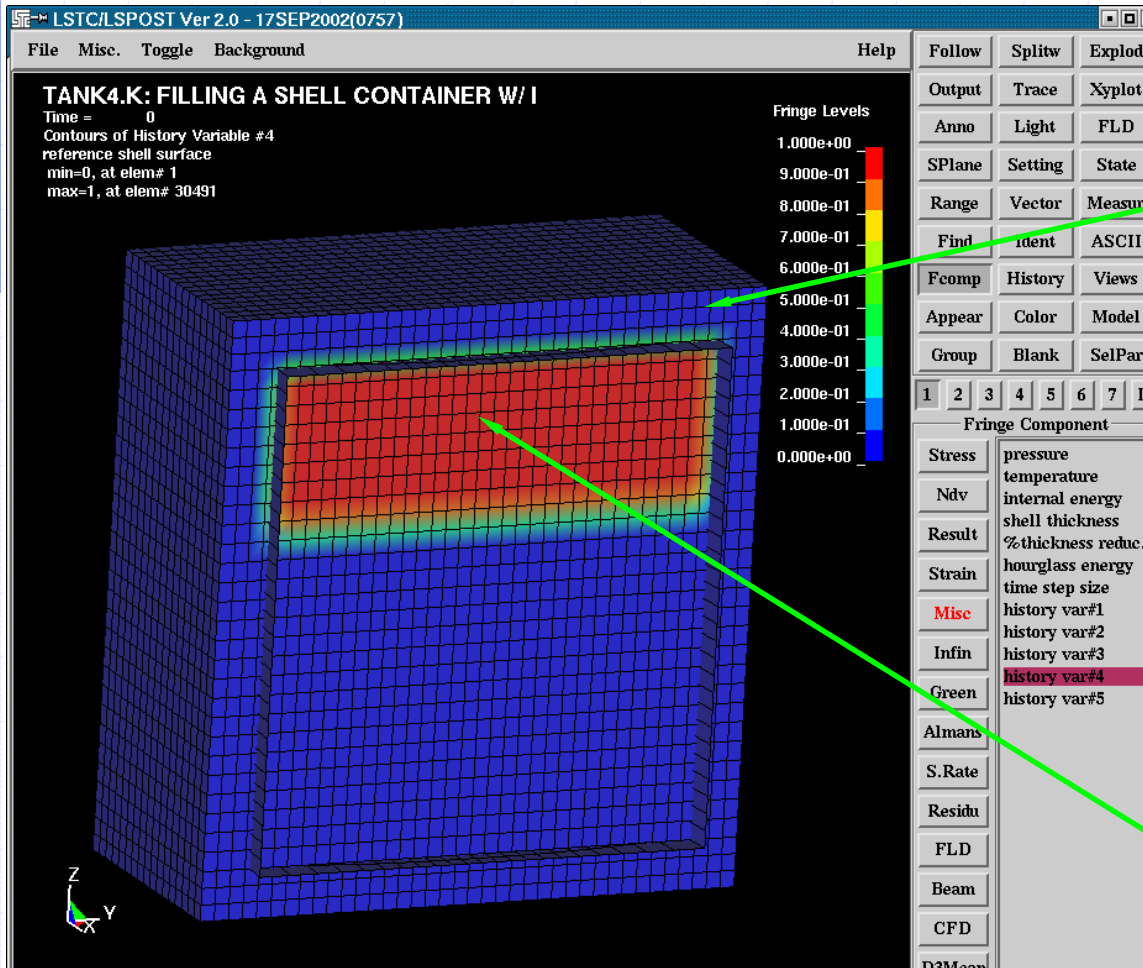 LSTC/LSPOST Ver 2.0 - 17SEP2002(0757)
File Misc. Toggle Background Help
TANK4.K: FILLING A SHELL CONTAINER W/ I
Time = 0
Contours of History Variable #4
reference shell surface
min=0, at elem# 1
max=1, at elem# 30491
Fringe Levels
1.000e+00
9.000e-01
8.000e-01
7.000e-01
6.000e-01
5.000e-01
4.000e-01
3.000e-01
2.000e-01
1.000e-01
0.000e+00
Z
Y
X
Follow Splitw Explod
Output Trace Xyplot
Anno Light FLD
SPlane Setting State
Range Vector Measur
Find Ident ASCII
Fcomp History Views
Appear Color Model
Group Blank SelPar
1 2 3 4 5 6 7
Fringe Component
Stress
Ndv
Result
Strain
Misc
Infin
Green
Almans
S.Rate
Residu
FLD
Beam
CFD
D3Mean
pressure
temperature
internal energy
shell thickness
%thickness reduc.
hourglass energy
time step size
history var#1
history var#2
history var#3
history var#4
history var#5